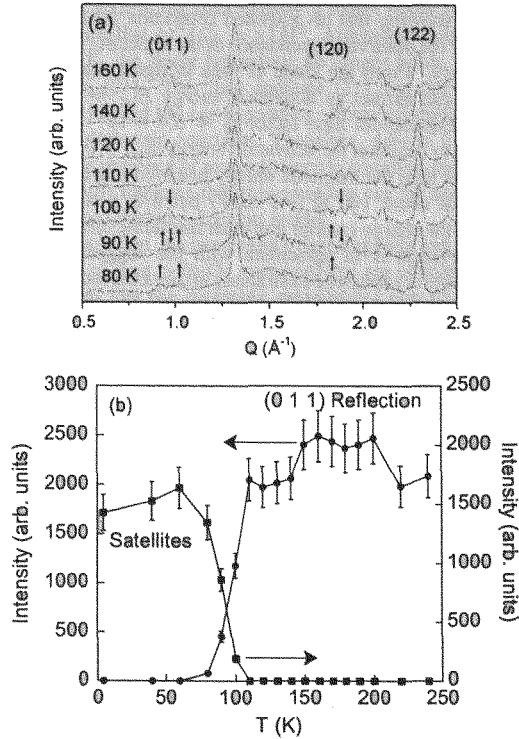 (a)
(011)
(120)
(122)
160 K
140 K
120 K
110 K
100 K
90 K
80 K
Intensity (arb. units)
0.5
1.0
1.5
2.0
2.5
Q (A⁻¹)
(b)
(0 1 1) Reflection
Satellites
3000
2500
2000
1500
1000
500
0
Intensity (arb. units)
2500
2000
1500
1000
500
0
Intensity (arb. units)
0
50
100
150
200
250
T (K)